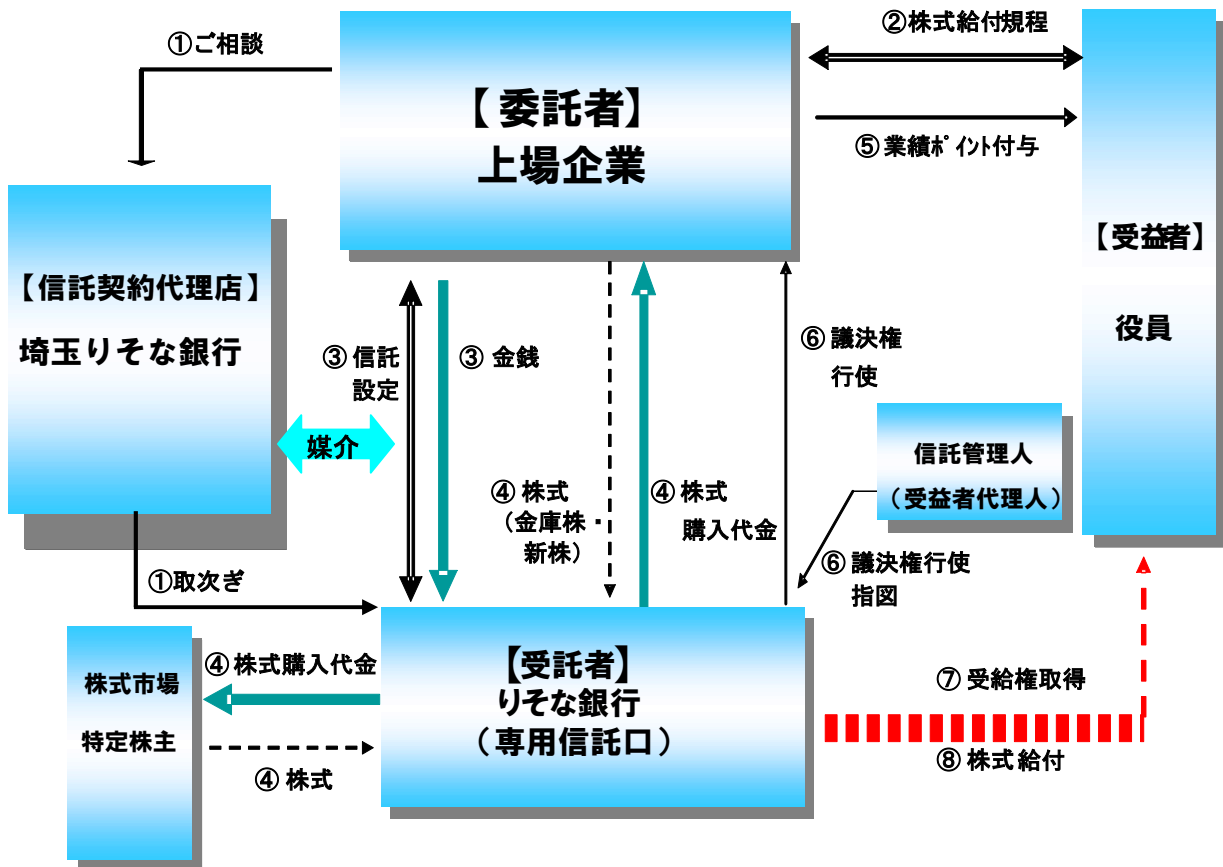 ①ご相談
②株式給付規程
【 委託者】
上場企業
⑤業績ﾎﾟｲﾝﾄ付与
【受益者】
役員
【信託契約代理店】
埼玉りそな銀行
③信託
設定
③ 金銭
⑥ 議決権
行使
媒介
信託管理人
（受益者代理人）
④ 株式
（金庫株・
新株）
④ 株式
購入代金
⑥ 議決権行使
指図
①取次ぎ
【受託者】
りそな銀行
（専用信託口）
④ 株式購入代金
株式市場
特定株主
④ 株式
⑦ 受給権取得
⑧ 株式給付